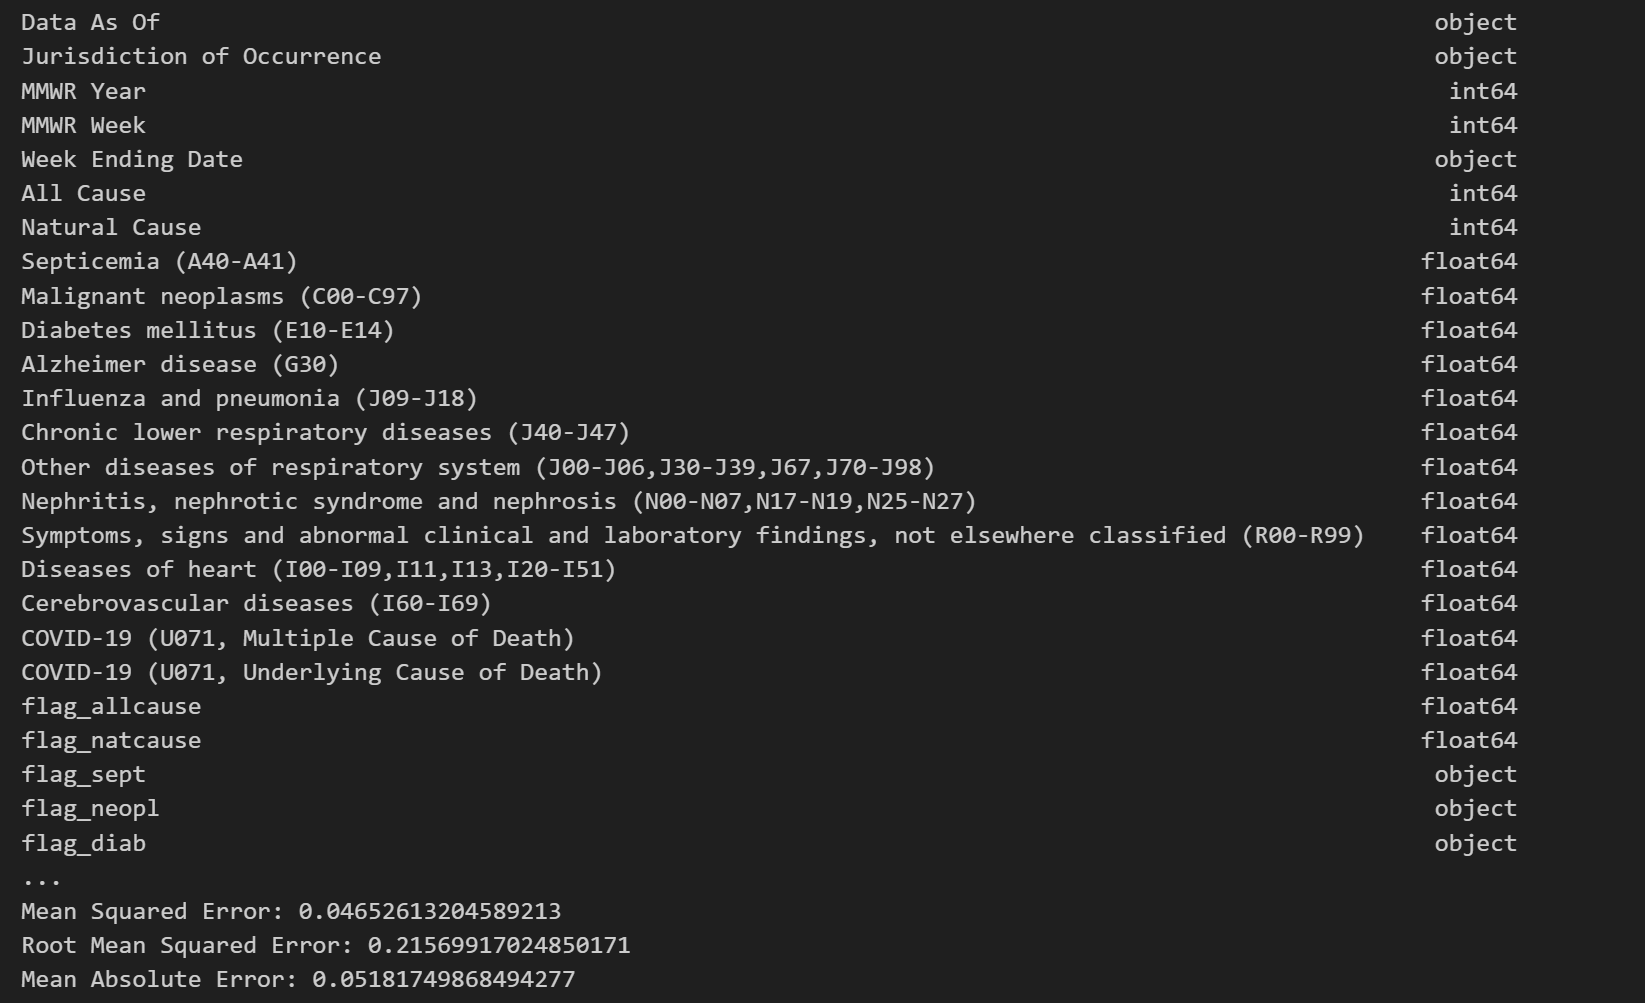 Data As Of object
Jurisdiction of Occurrence object
MMWR Year int64
MMWR Week int64
Week Ending Date object
All Cause int64
Natural Cause int64
Septicemia (A40-A41) float64
Malignant neoplasms (C00-C97) float64
Diabetes mellitus (E10-E14) float64
Alzheimer disease (G30) float64
Influenza and pneumonia (J09-J18) float64
Chronic lower respiratory diseases (J40-J47) float64
Other diseases of respiratory system (J00-J06,J30-J39,J67,J70-J98) float64
Nephritis, nephrotic syndrome and nephrosis (N00-N07,N17-N19,N25-N27) float64
Symptoms, signs and abnormal clinical and laboratory findings, not elsewhere classified (R00-R99) float64
Diseases of heart (I00-I09,I11,I13,I20-I51) float64
Cerebrovascular diseases (I60-I69) float64
COVID-19 (U071, Multiple Cause of Death) float64
COVID-19 (U071, Underlying Cause of Death) float64
flag_allcause float64
flag_natcause float64
flag_sept object
flag_neopl object
flag_diab object
...
Mean Squared Error: 0.04652613204589213
Root Mean Squared Error: 0.21569917024850171
Mean Absolute Error: 0.05181749868494277